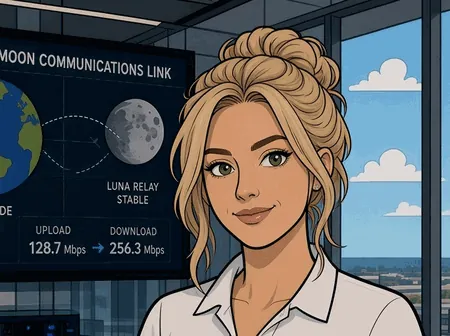 MOON COMMUNICATIONS LINK
LUNA RELAY
STABLE
DE
UPLOAD DOWNLOAD
128.7 Mbps → 256.3 Mbps